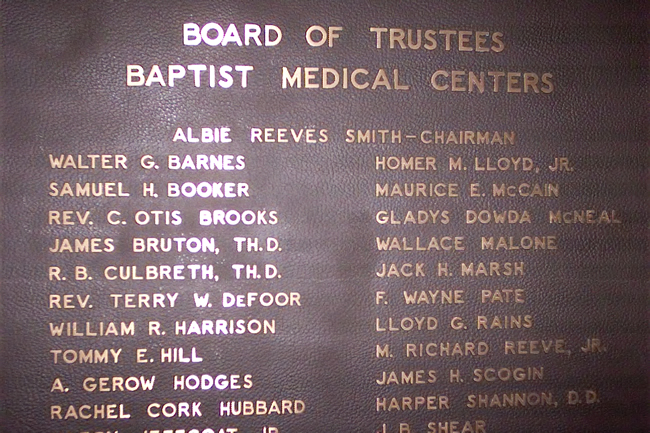 BOARD OF TRUSTEES
BAPTIST MEDICAL CENTERS
ALBIE REEVES SMITH-CHAIRMAN
WALTER G. BARNES
SAMUEL H. BOOKER
REV. C. OTIS BROOKS
JAMES BRUTON, TH.D.
R. B. CULBRETH, TH.D.
REV. TERRY W. DeFOOR
WILLIAM R. HARRISON
TOMMY E. HILL
A. GEROW HODGES
RACHEL CORK HUBBARD
JEFFCOAT, JR.
HOMER M. LLOYD, JR.
MAURICE E. McCAIN
GLADYS DOWDA McNEAL
WALLACE MALONE
JACK H. MARSH
F. WAYNE PATE
LLOYD G. RAINS
M. RICHARD REEVE, JR.
JAMES H. SCOGIN
HARPER SHANNON, D.D.
J. B. SHEAR